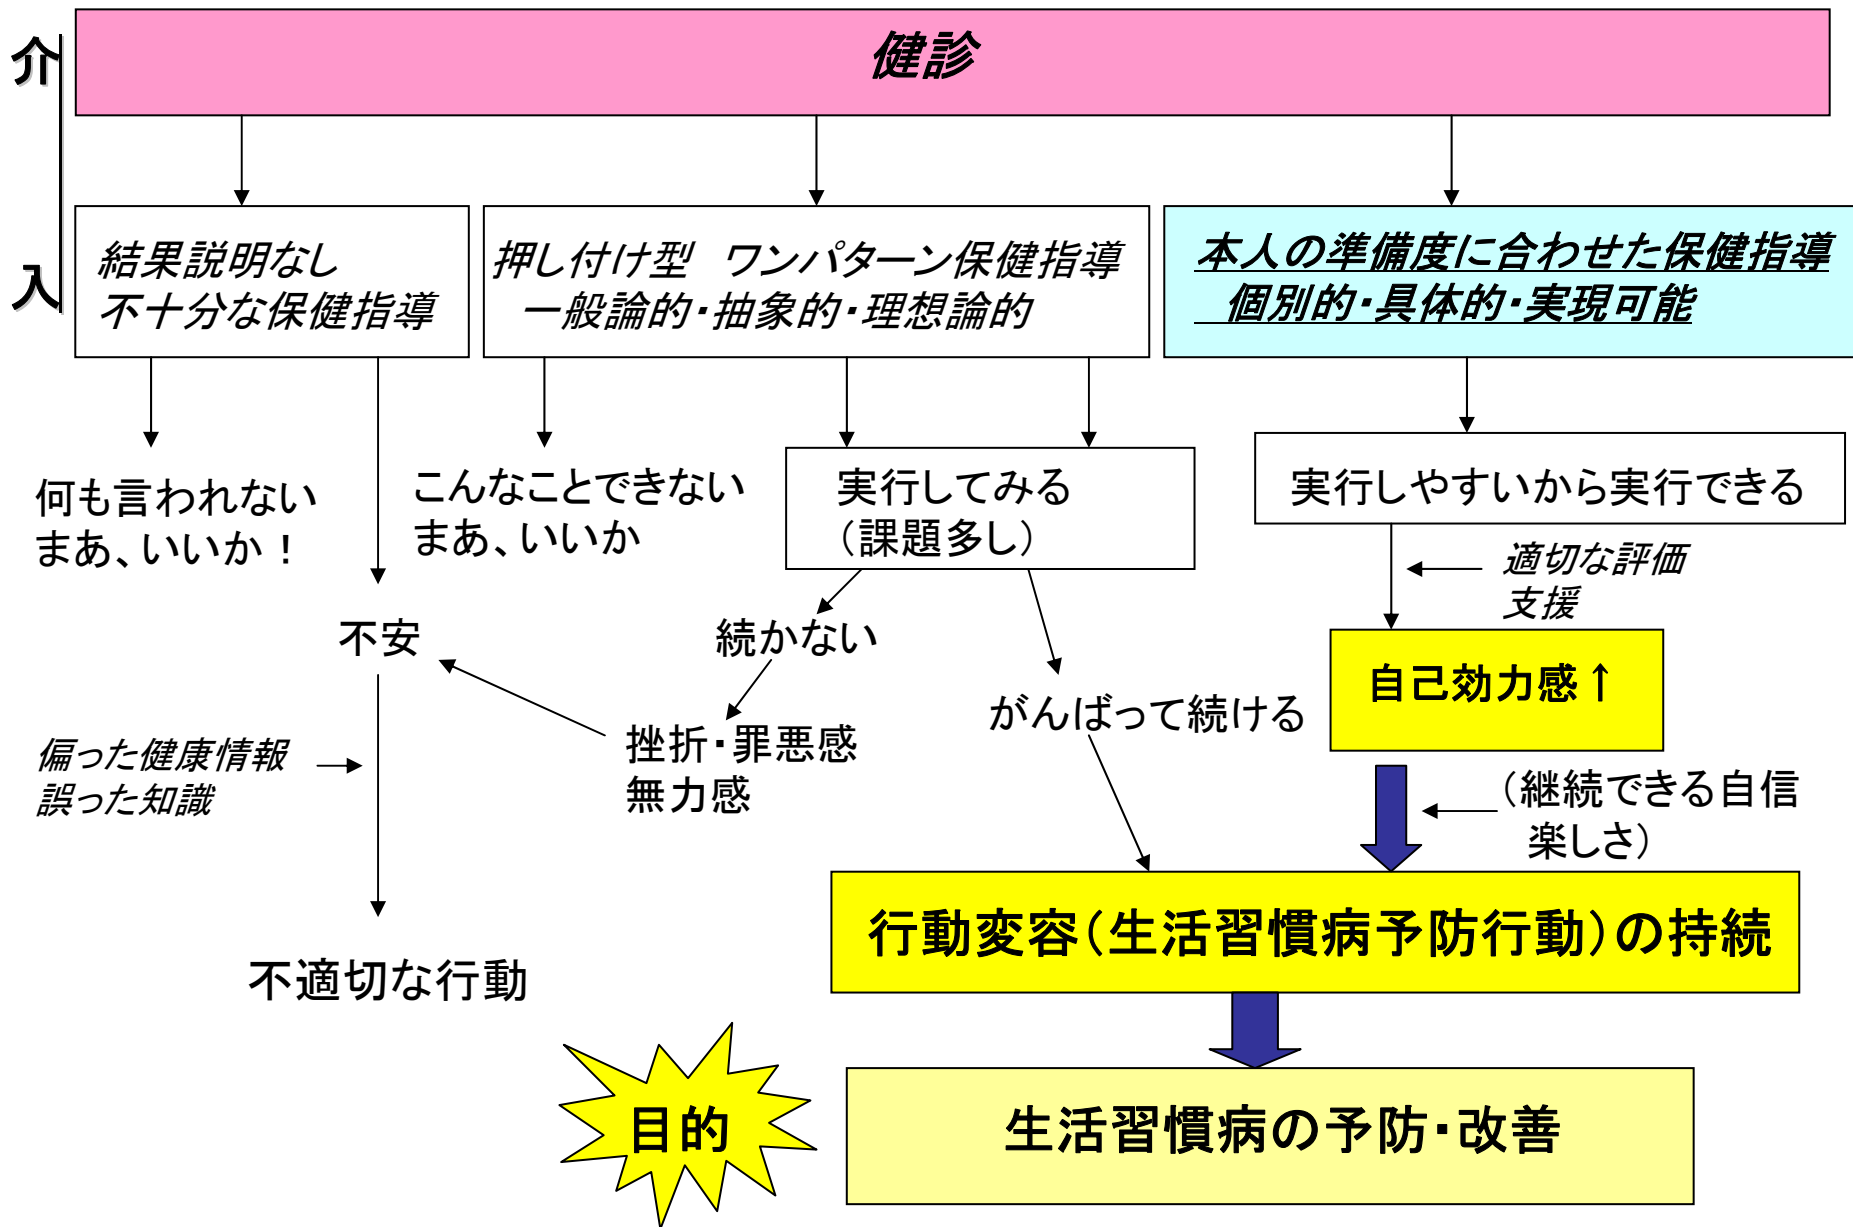 介
入
健診
結果説明なし
不十分な保健指導
押し付け型　ワンパターン保健指導
一般論的・抽象的・理想論的
本人の準備度に合わせた保健指導
個別的・具体的・実現可能
何も言われない
まあ、いいか！
こんなことできない
まあ、いいか
実行してみる
（課題多し）
実行しやすいから実行できる
適切な評価
支援
不安
続かない
自己効力感↑
がんばって続ける
偏った健康情報
誤った知識
挫折・罪悪感
無力感
（継続できる自信
楽しさ）
行動変容（生活習慣病予防行動）の持続
不適切な行動
目的
生活習慣病の予防・改善